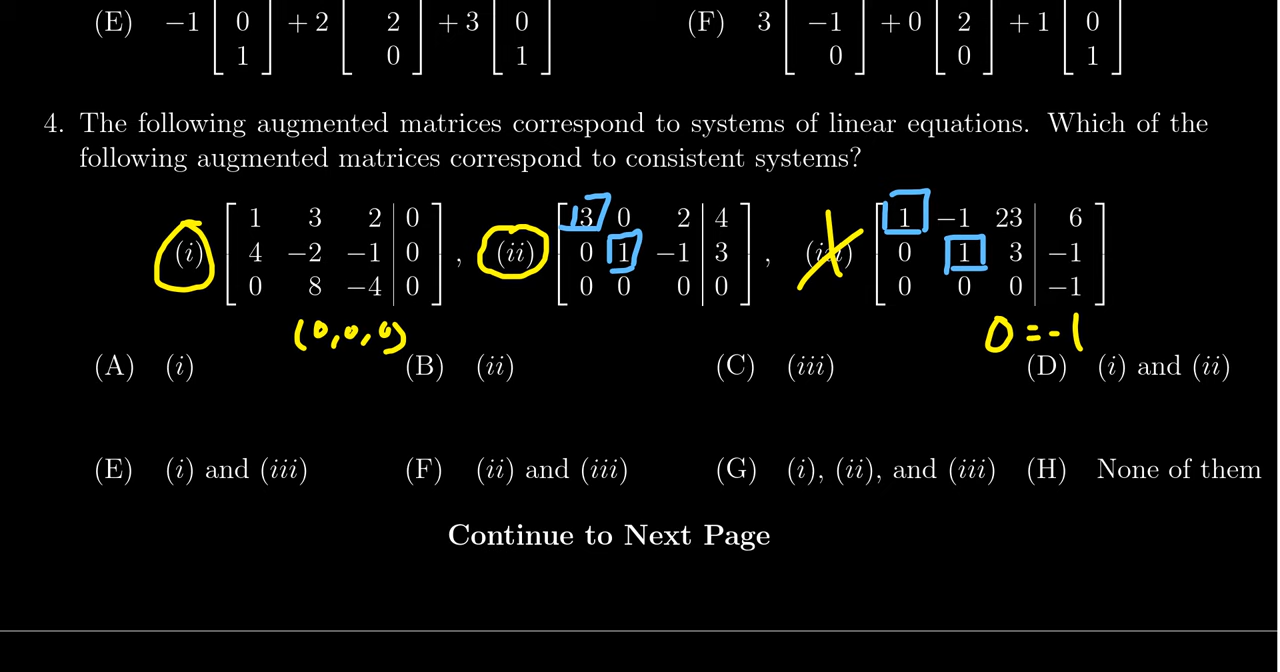 (E) −1 [ 0 1 ] + 2 [ 2 0 ] + 3 [ 0 1 ] (F) 3 [ −1 0 ] + 0 [ 2 0 ] + 1 [ 0 1 ]
4. The following augmented matrices correspond to systems of linear equations. Which of the
following augmented matrices correspond to consistent systems?
1 3 2 | 0 3 0 2 | 4 1 −1 23 | 6
(i) 4 −2 −1 | 0 , (ii) 0 1 −1 | 3 , (iii) 0 1 3 | −1
0 8 −4 | 0 0 0 0 | 0 0 0 0 | −1
(0,0,0) 0 = -1
(A) (i) (B) (ii) (C) (iii) (D) (i) and (ii)
(E) (i) and (iii) (F) (ii) and (iii) (G) (i), (ii), and (iii) (H) None of them
Continue to Next Page